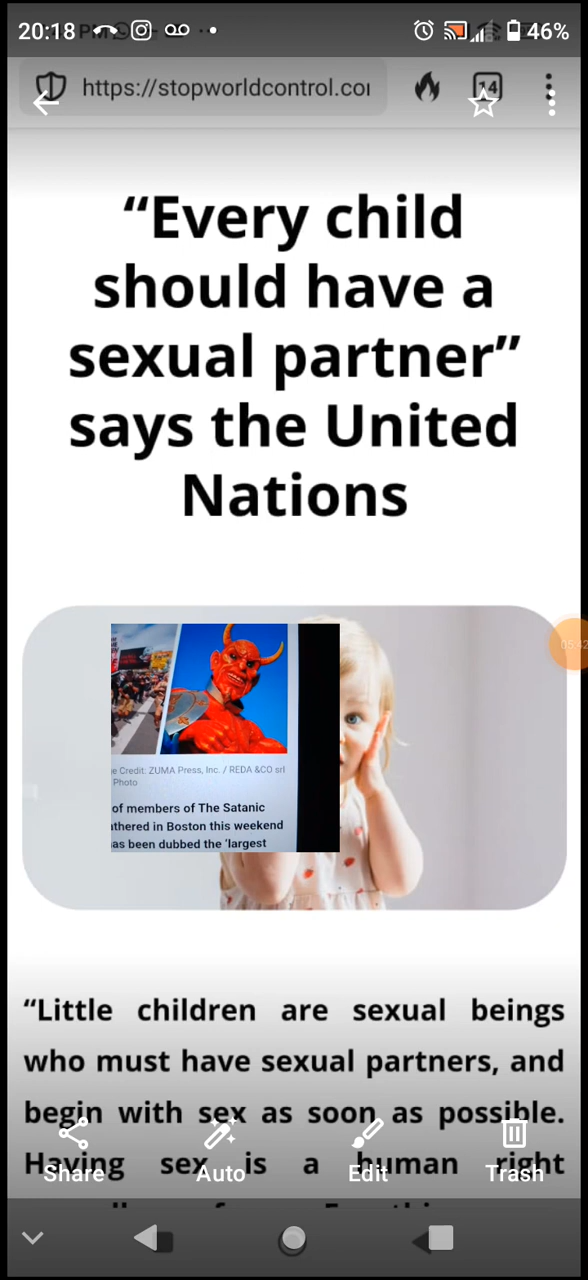 20:18
46%
https://stopworldcontrol.co
14
“Every child
should have a
sexual partner”
says the United
Nations
05:42
e Credit: ZUMA Press, Inc. / REDA &CO srl
Photo
of members of The Satanic
thered in Boston this weekend
as been dubbed the 'largest
“Little children are sexual beings
who must have sexual partners, and
begin with sex as soon as possible.
Having sex is a human right
Share Auto Edit Trash